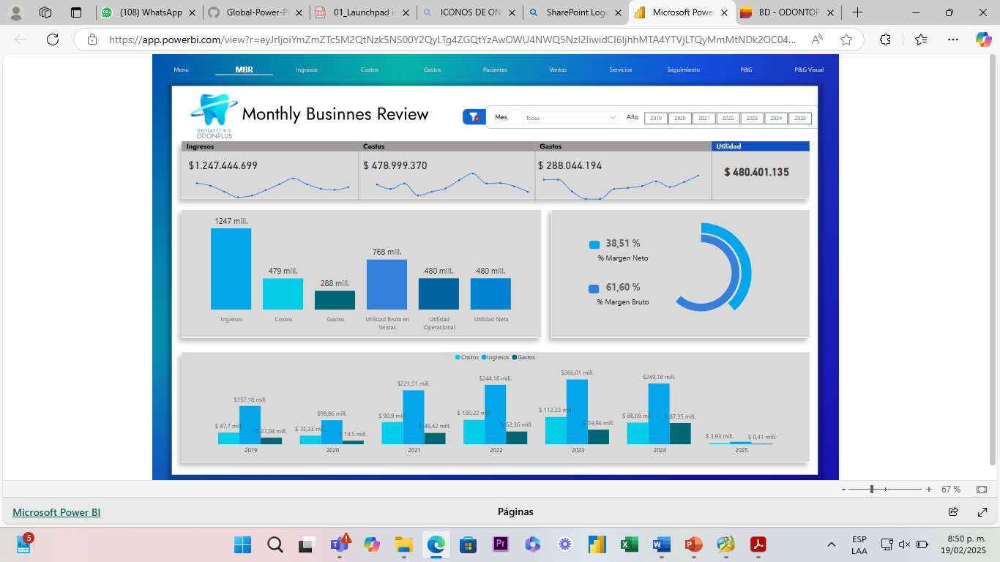 (108) WhatsApp
Global-Power-Pl
01_Launchpad in
ICONOS DE ON
SharePoint Logo
Microsoft Power
BD - ODONTOP
https://app.powerbi.com/view?r=eyJrIjoiYmZmZTc5M2QtNzk5NS00Y2QyLTg4ZGQtYzAwOWU4NWQ5NzI2IiwidCI6IjhhMTA4YTVjLTQyMmMtNDk2OC04...
Menu
MBR
Ingresos
Costos
Gastos
Pacientes
Ventas
Servicios
Seguimiento
P&G
P&G Visual
Dental Clinic
ODONPLUS
Monthly Businnes Review
Mes
Todas
Año
2019 2020 2021 2022 2023 2024 2025
Ingresos
$1.247.444.699
Costos
$ 478.999.370
Gastos
$ 288.044.194
Utilidad
$ 480.401.135
1247 mill.
479 mill.
288 mill.
768 mill.
480 mill.
480 mill.
Ingresos
Costos
Gastos
Utilidad Bruta en
Ventas
Utilidad
Operacional
Utilidad Neta
38,51 %
% Margen Neto
61,60 %
% Margen Bruto
Costos Ingresos Gastos
$ 47,7 mill.
$157,18 mill.
$ 27,04 mill.
$ 35,33 mill.
$98,86 mill.
$ 14,5 mill.
$ 90,9 mill.
$221,51 mill.
$ 46,42 mill.
$ 100,22 mill.
$244,18 mill.
$ 52,36 mill.
$ 112,23 mill.
$266,01 mill.
$ 59,96 mill.
$ 88,69 mill.
$249,18 mill.
$ 87,35 mill.
$ 3,93 mill.
$ 0,41 mill.
2019 2020 2021 2022 2023 2024 2025
- + 67 %
Microsoft Power BI
Páginas
5
ESP
LAA
8:50 p. m.
19/02/2025